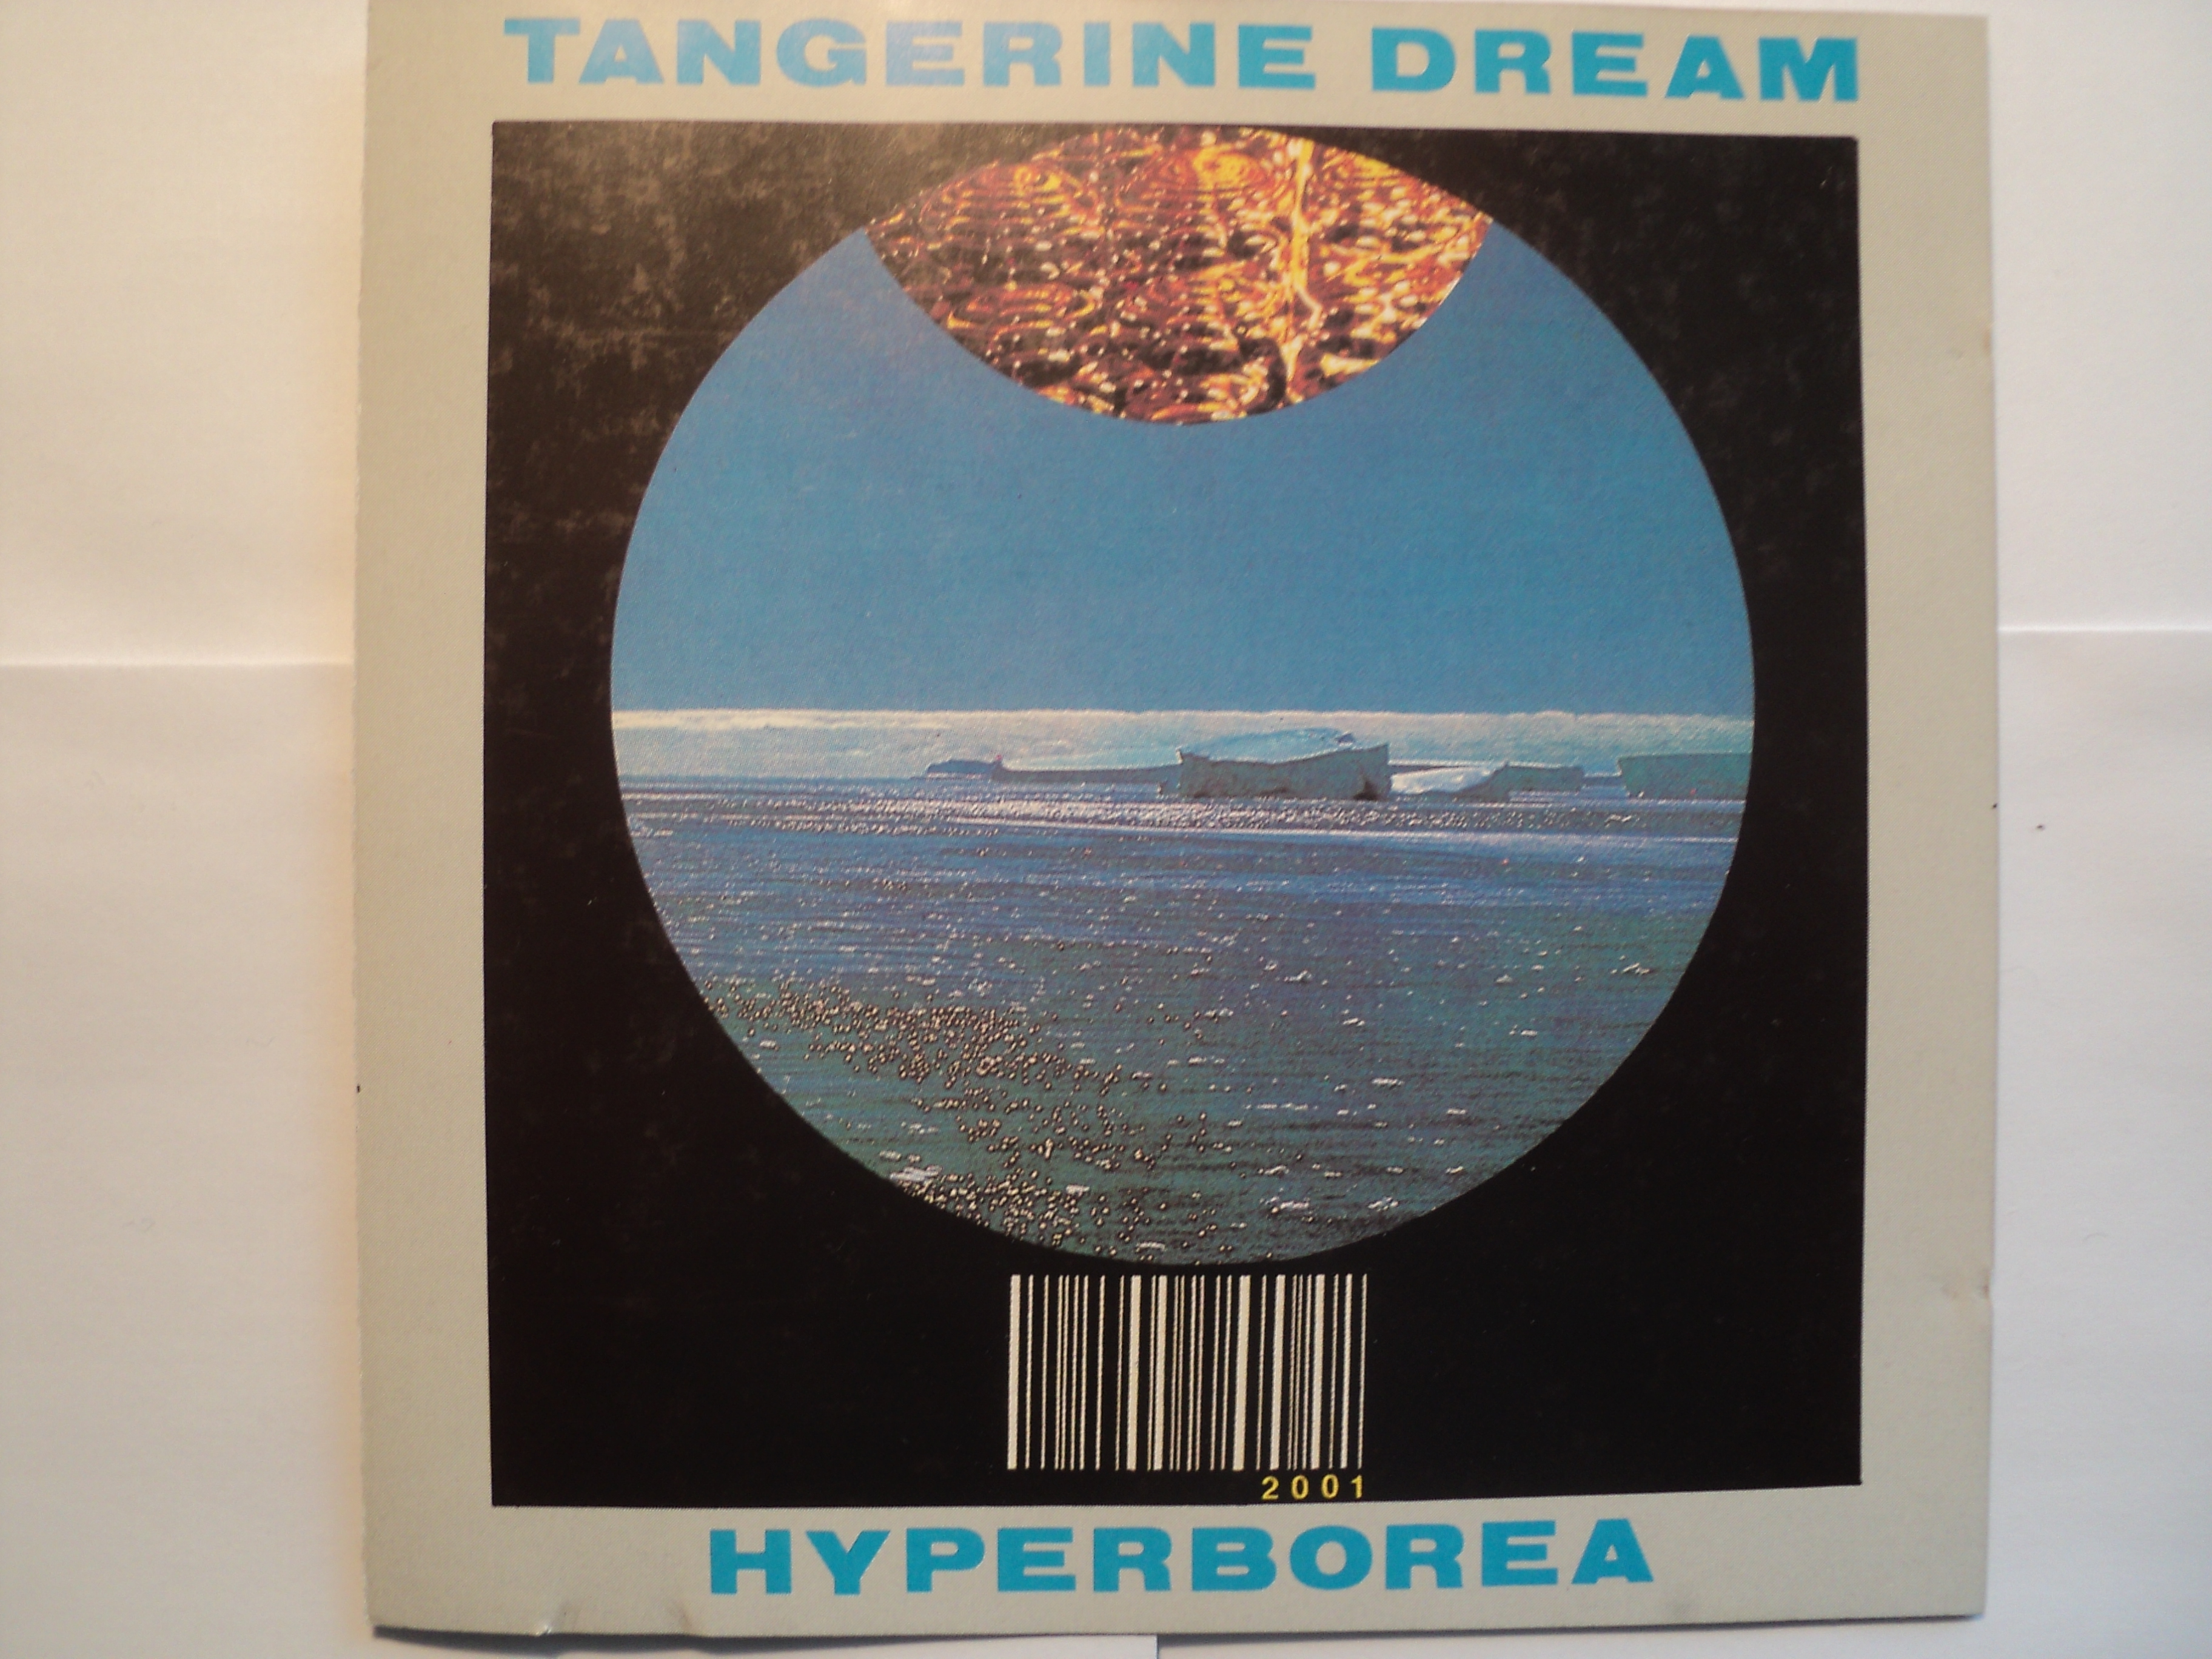 TANGERINE DREAM
2001
HYPERBOREA